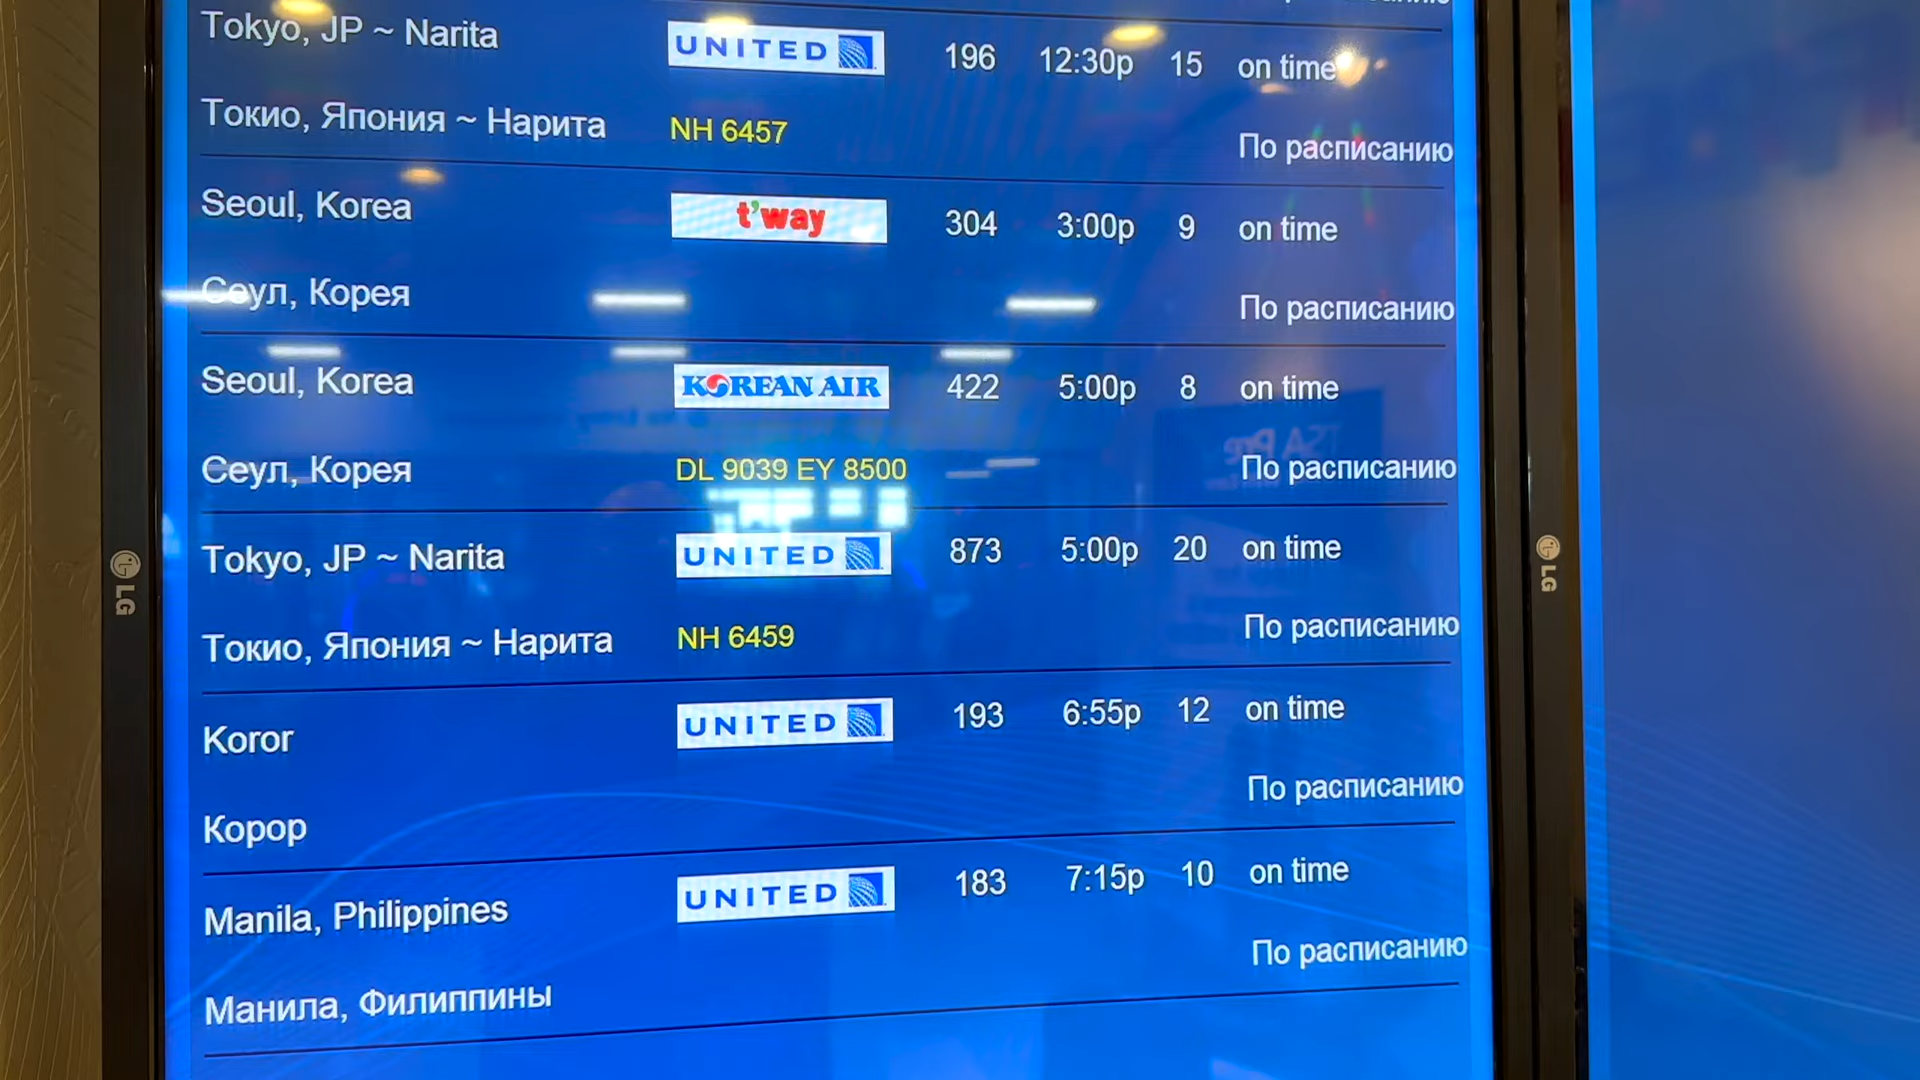 Tokyo, JP ~ Narita UNITED 196 12:30p 15 on time
Токио, Япония ~ Нарита NH 6457 По расписанию
Seoul, Korea t'way 304 3:00p 9 on time
Сеул, Корея По расписанию
Seoul, Korea KOREAN AIR 422 5:00p 8 on time
Сеул, Корея DL 9039 EY 8500 По расписанию
Tokyo, JP ~ Narita UNITED 873 5:00p 20 on time
Токио, Япония ~ Нарита NH 6459 По расписанию
Koror UNITED 193 6:55p 12 on time
Корор По расписанию
Manila, Philippines UNITED 183 7:15p 10 on time
Манила, Филиппины По расписанию
LG
LG